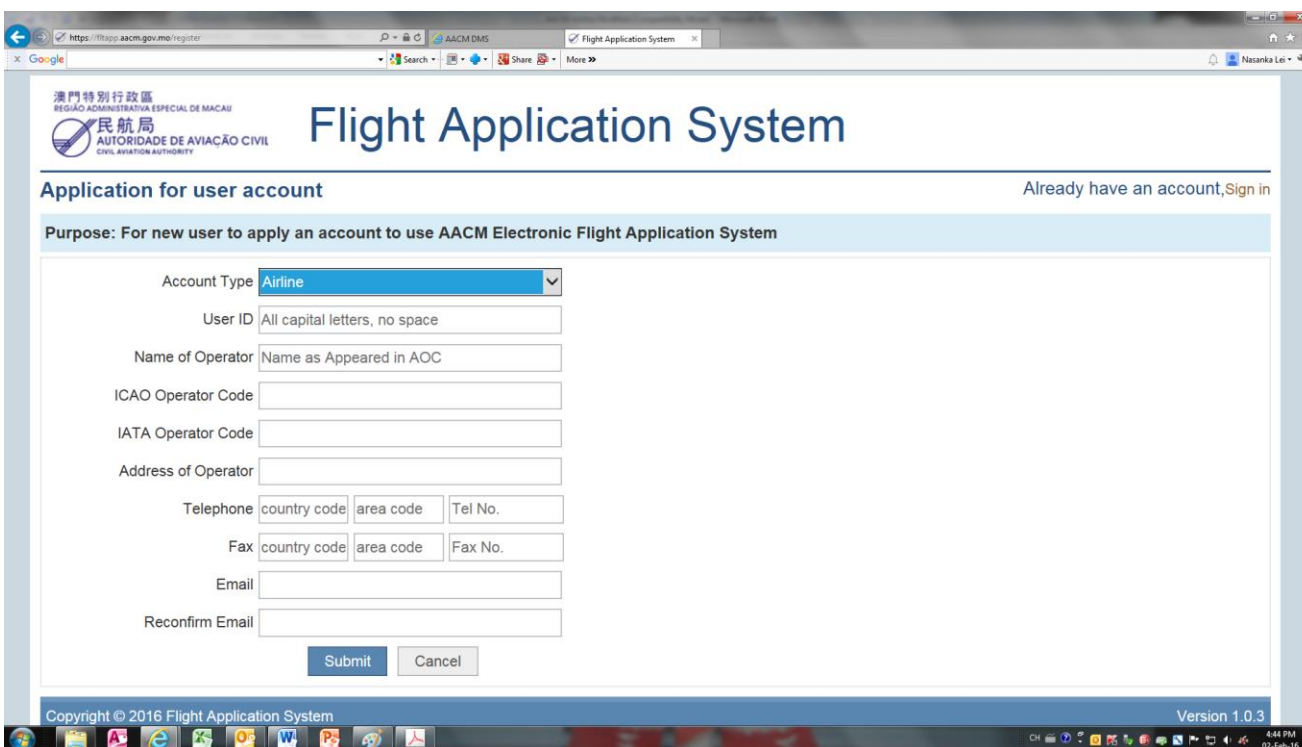 https://fltapp.aacm.gov.mo/register
AACM DMS
Flight Application System
x Google
Search
Share
More »
Nasanka Lei
澳門特別行政區
REGIÃO ADMINISTRATIVA ESPECIAL DE MACAU
民航局
AUTORIDADE DE AVIAÇÃO CIVIL
CIVIL AVIATION AUTHORITY
Flight Application System
Application for user account
Already have an account,Sign in
Purpose: For new user to apply an account to use AACM Electronic Flight Application System
Account Type Airline
User ID All capital letters, no space
Name of Operator Name as Appeared in AOC
ICAO Operator Code
IATA Operator Code
Address of Operator
Telephone country code area code Tel No.
Fax country code area code Fax No.
Email
Reconfirm Email
Submit Cancel
Copyright © 2016 Flight Application System Version 1.0.3
CH 4:44 PM